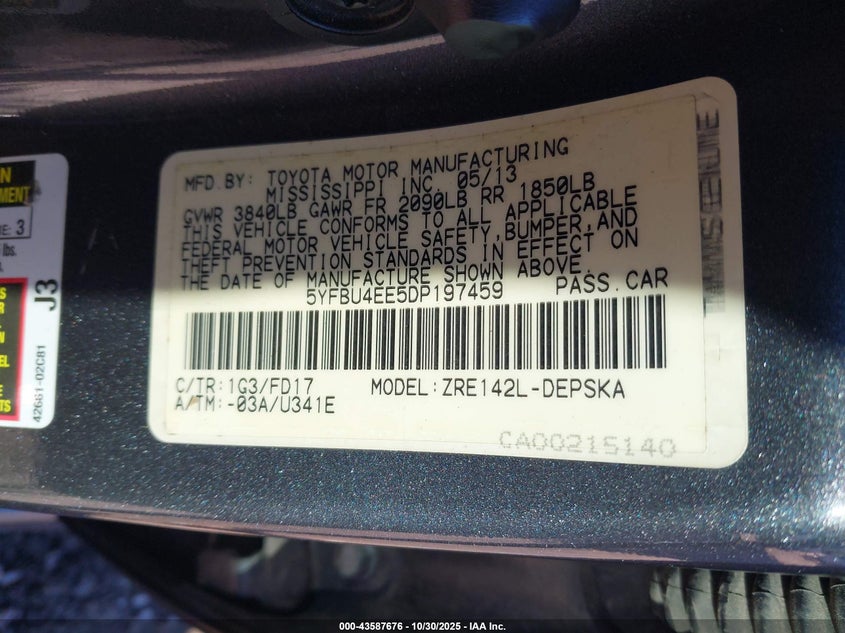 MFD.BY: TOYOTA MOTOR MANUFACTURING
MISSISSIPPI INC. 05/13
GVWR 3840LB GAWR FR 2090LB RR 1850LB
THIS VEHICLE CONFORMS TO ALL APPLICABLE
FEDERAL MOTOR VEHICLE SAFETY,BUMPER,AND
THEFT PREVENTION STANDARDS IN EFFECT ON
THE DATE OF MANUFACTURE SHOWN ABOVE.
5YFBU4EE5DP197459 PASS.CAR
C/TR:1G3/FD17 MODEL:ZRE142L-DEPSKA
A/TM:-03A/U341E
CA00215140
MENT
3
lbs.
J3
42661-02C81
000-43587676 • 10/30/2025 • IAA Inc.